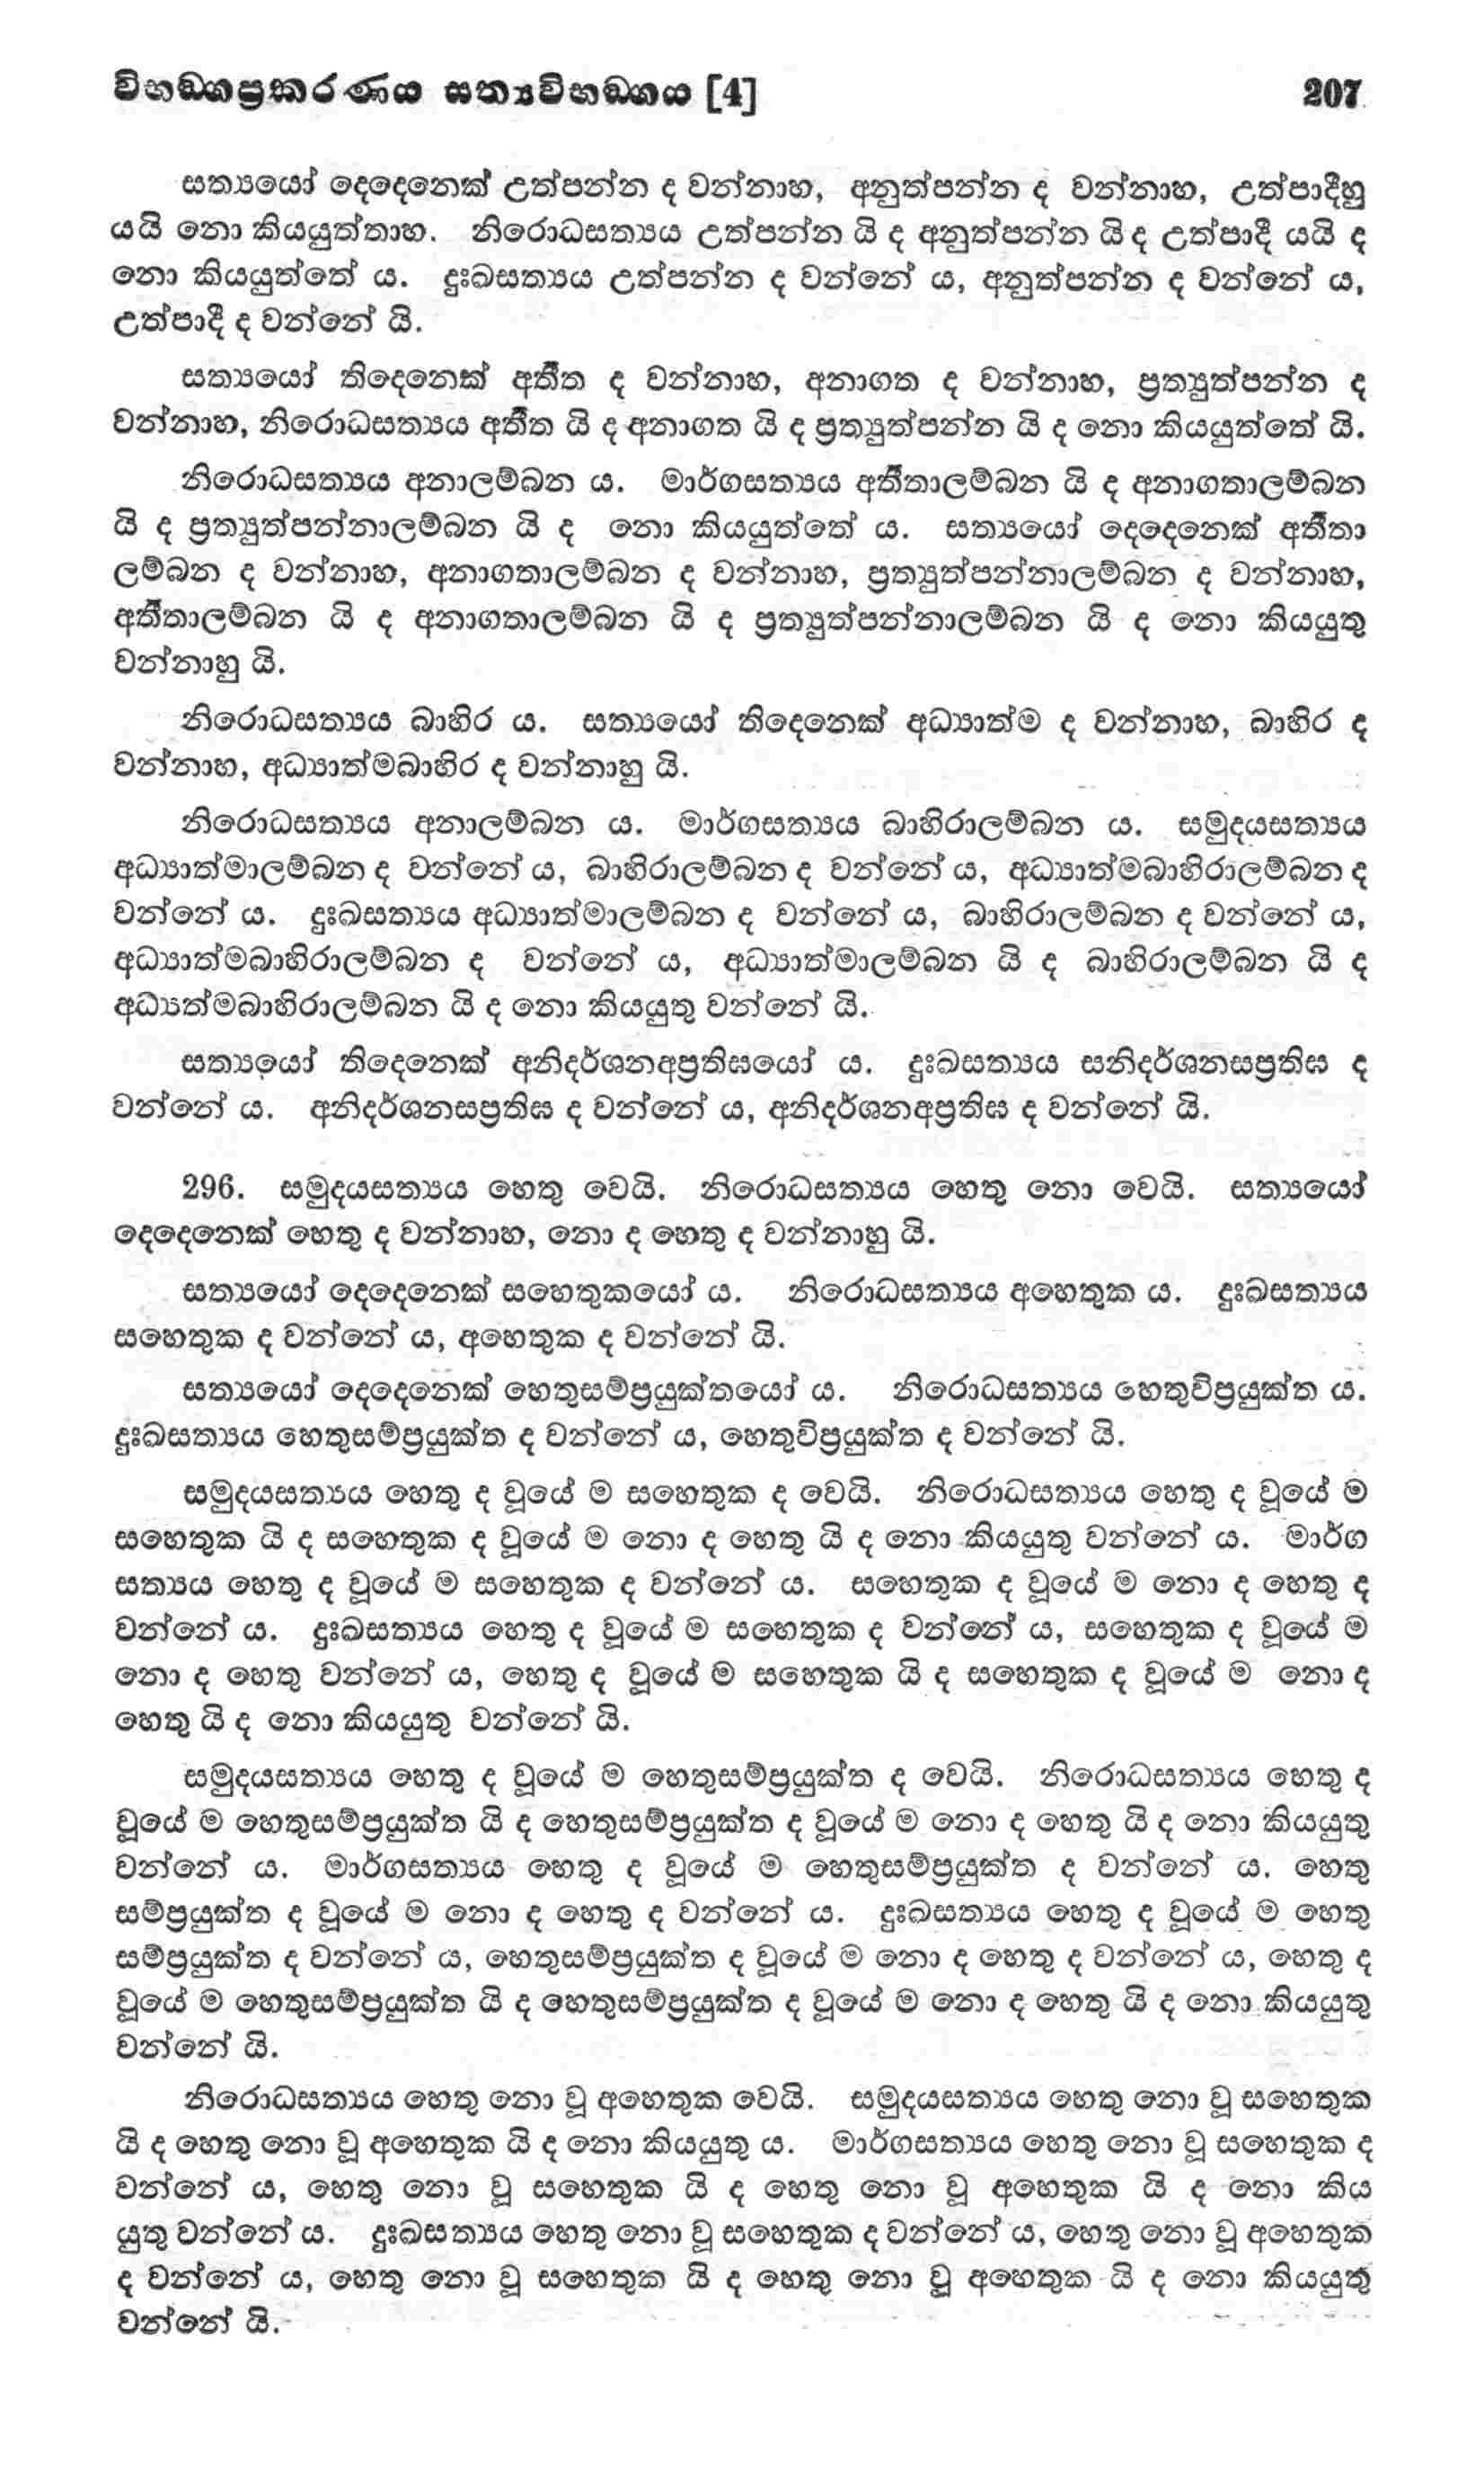 විභඞ්ගප්‍රකරණය සත්‍යවිභඞ්ගය [4] 207
සත්‍යයෝ දෙදෙනෙක් උත්පන්න ද වන්නාහ, අනුත්පන්න ද වන්නාහ, උත්පාදීහු
යයි නො කියයුත්තාහ. නිරොධසත්‍යය උත්පන්න යි ද අනුත්පන්න යි ද උත්පාදී යයි ද
නො කියයුත්තේ ය. දුඃඛසත්‍යය උත්පන්න ද වන්නේ ය, අනුත්පන්න ද වන්නේ ය,
උත්පාදී ද වන්නේ යි.
සත්‍යයෝ තිදෙනෙක් අතීත ද වන්නාහ, අනාගත ද වන්නාහ, ප්‍රත්‍යුත්පන්න ද
වන්නාහ, නිරොධසත්‍යය අතීත යි ද අනාගත යි ද ප්‍රත්‍යුත්පන්න යි ද නො කියයුත්තේ යි.
නිරොධසත්‍යය අනාලම්බන ය. මාර්ගසත්‍යය අතීතාලම්බන යි ද අනාගතාලම්බන
යි ද ප්‍රත්‍යුත්පන්නාලම්බන යි ද නො කියයුත්තේ ය. සත්‍යයෝ දෙදෙනෙක් අතීතා
ලම්බන ද වන්නාහ, අනාගතාලම්බන ද වන්නාහ, ප්‍රත්‍යුත්පන්නාලම්බන ද වන්නාහ,
අතීතාලම්බන යි ද අනාගතාලම්බන යි ද ප්‍රත්‍යුත්පන්නාලම්බන යි ද නො කියයුතු
වන්නාහු යි.
නිරොධසත්‍යය බාහිර ය. සත්‍යයෝ තිදෙනෙක් අධ්‍යාත්ම ද වන්නාහ, බාහිර ද
වන්නාහ, අධ්‍යාත්මබාහිර ද වන්නාහු යි.
නිරොධසත්‍යය අනාලම්බන ය. මාර්ගසත්‍යය බාහිරාලම්බන ය. සමුදයසත්‍යය
අධ්‍යාත්මාලම්බන ද වන්නේ ය, බාහිරාලම්බන ද වන්නේ ය, අධ්‍යාත්මබාහිරාලම්බන ද
වන්නේ ය. දුඃඛසත්‍යය අධ්‍යාත්මාලම්බන ද වන්නේ ය, බාහිරාලම්බන ද වන්නේ ය,
අධ්‍යාත්මබාහිරාලම්බන ද වන්නේ ය, අධ්‍යාත්මාලම්බන යි ද බාහිරාලම්බන යි ද
අධ්‍යත්මබාහිරාලම්බන යි ද නො කියයුතු වන්නේ යි.
සත්‍යයෝ තිදෙනෙක් අනිදර්ශනඅප්‍රතිඝයෝ ය. දුඃඛසත්‍යය සනිදර්ශනසප්‍රතිඝ ද
වන්නේ ය. අනිදර්ශනසප්‍රතිඝ ද වන්නේ ය, අනිදර්ශනඅප්‍රතිඝ ද වන්නේ යි.
296. සමුදයසත්‍යය හෙතු වෙයි. නිරොධසත්‍යය හෙතු නො වෙයි. සත්‍යයෝ
දෙදෙනෙක් හෙතු ද වන්නාහ, නො ද හෙතු ද වන්නාහු යි.
සත්‍යයෝ දෙදෙනෙක් සහෙතුකයෝ ය. නිරොධසත්‍යය අහෙතුක ය. දුඃඛසත්‍යය
සහෙතුක ද වන්නේ ය, අහෙතුක ද වන්නේ යි.
සත්‍යයෝ දෙදෙනෙක් හෙතුසම්ප්‍රයුක්තයෝ ය. නිරොධසත්‍යය හෙතුවිප්‍රයුක්ත ය.
දුඃඛසත්‍යය හෙතුසම්ප්‍රයුක්ත ද වන්නේ ය, හෙතුවිප්‍රයුක්ත ද වන්නේ යි.
සමුදයසත්‍යය හෙතු ද වූයේ ම සහෙතුක ද වෙයි. නිරොධසත්‍යය හෙතු ද වූයේ ම
සහෙතුක යි ද සහෙතුක ද වූයේ ම නො ද හෙතු යි ද නො කියයුතු වන්නේ ය. මාර්ග
සත්‍යය හෙතු ද වූයේ ම සහෙතුක ද වන්නේ ය. සහෙතුක ද වූයේ ම නො ද හෙතු ද
වන්නේ ය. දුඃඛසත්‍යය හෙතු ද වූයේ ම සහෙතුක ද වන්නේ ය, සහෙතුක ද වූයේ ම
නො ද හෙතු වන්නේ ය, හෙතු ද වූයේ ම සහෙතුක යි ද සහෙතුක ද වූයේ ම නො ද
හෙතු යි ද නො කියයුතු වන්නේ යි.
සමුදයසත්‍යය හෙතු ද වූයේ ම හෙතුසම්ප්‍රයුක්ත ද වෙයි. නිරොධසත්‍යය හෙතු ද
වූයේ ම හෙතුසම්ප්‍රයුක්ත යි ද හෙතුසම්ප්‍රයුක්ත ද වූයේ ම නො ද හෙතු යි ද නො කියයුතු
වන්නේ ය. මාර්ගසත්‍යය හෙතු ද වූයේ ම හෙතුසම්ප්‍රයුක්ත ද වන්නේ ය. හෙතු
සම්ප්‍රයුක්ත ද වූයේ ම නො ද හෙතු ද වන්නේ ය. දුඃඛසත්‍යය හෙතු ද වූයේ ම හෙතු
සම්ප්‍රයුක්ත ද වන්නේ ය, හෙතුසම්ප්‍රයුක්ත ද වූයේ ම නො ද හෙතු ද වන්නේ ය, හෙතු ද
වූයේ ම හෙතුසම්ප්‍රයුක්ත යි ද හෙතුසම්ප්‍රයුක්ත ද වූයේ ම නො ද හෙතු යි ද නො කියයුතු
වන්නේ යි.
නිරොධසත්‍යය හෙතු නො වූ අහෙතුක වෙයි. සමුදයසත්‍යය හෙතු නො වූ සහෙතුක
යි ද හෙතු නො වූ අහෙතුක යි ද නො කියයුතු ය. මාර්ගසත්‍යය හෙතු නො වූ සහෙතුක ද
වන්නේ ය, හෙතු නො වූ සහෙතුක යි ද හෙතු නො වූ අහෙතුක යි ද නො කිය
යුතු වන්නේ ය. දුඃඛසත්‍යය හෙතු නො වූ සහෙතුක ද වන්නේ ය, හෙතු නො වූ අහෙතුක
ද වන්නේ ය, හෙතු නො වූ සහෙතුක යි ද හෙතු නො වූ අහෙතුක යි ද නො කියයුතු
වන්නේ යි.